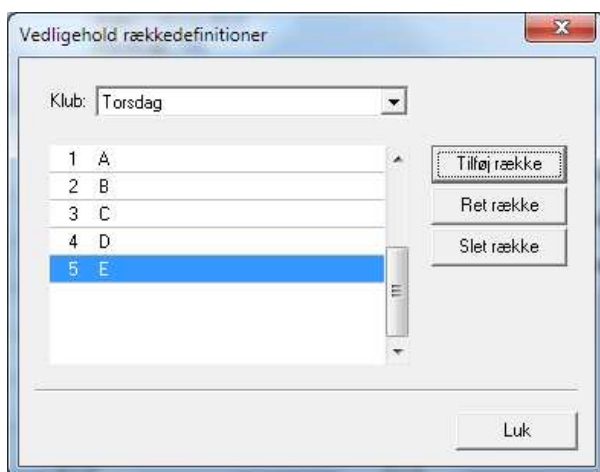 Vedligehold rækkedefinitioner
Klub: Torsdag
1 A
2 B
3 C
4 D
5 E
Tilføj række
Ret række
Slet række
Luk